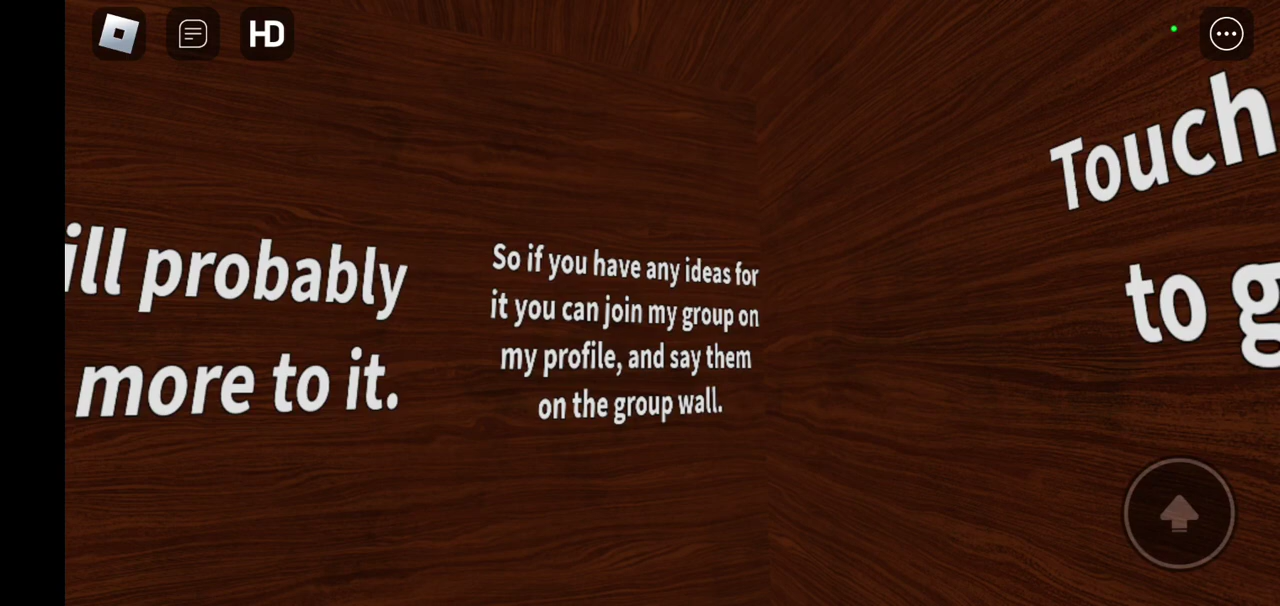 HD
ill probably
more to it.
So if you have any ideas for
it you can join my group on
my profile, and say them
on the group wall.
Touch
to g